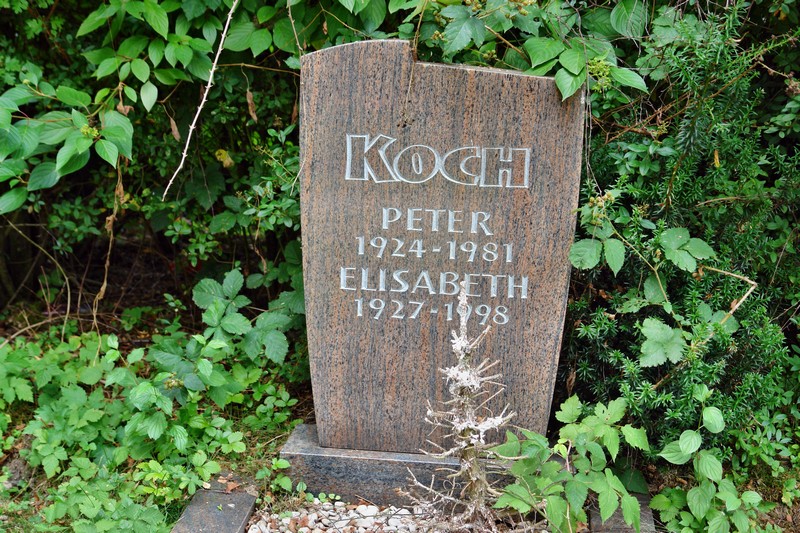 KOCH
PETER
1924-1981
ELISABETH
1927-1998